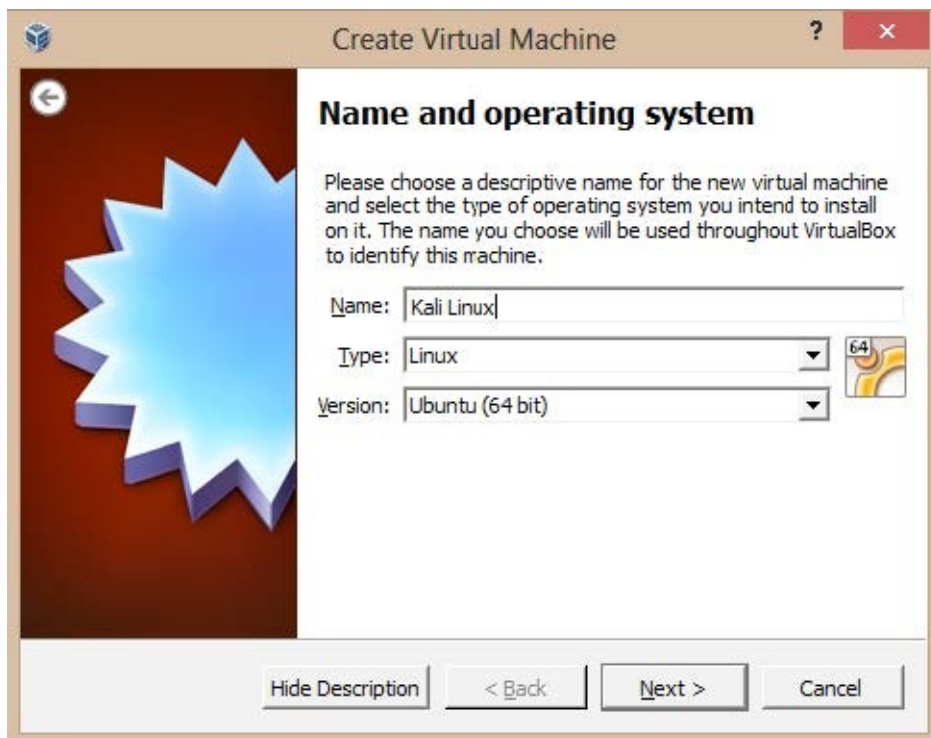 Create Virtual Machine
?
×
Name and operating system
Please choose a descriptive name for the new virtual machine
and select the type of operating system you intend to install
on it. The name you choose will be used throughout VirtualBox
to identify this machine.
Name: Kali Linux
Type: Linux
64
Version: Ubuntu (64 bit)
Hide Description < Back Next > Cancel